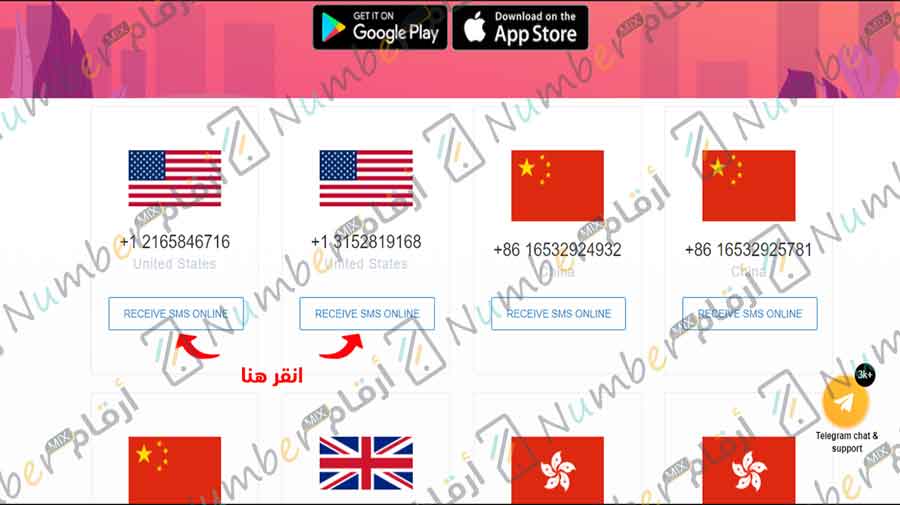 GET IT ON
Google Play
Download on the
App Store
+1 2165846716
United States
RECEIVE SMS ONLINE
+1 3152819168
United States
RECEIVE SMS ONLINE
+86 16532924932
China
RECEIVE SMS ONLINE
+86 16532925781
China
RECEIVE SMS ONLINE
انقر هنا
3k+
Telegram chat &
support
Number أرقام MIX